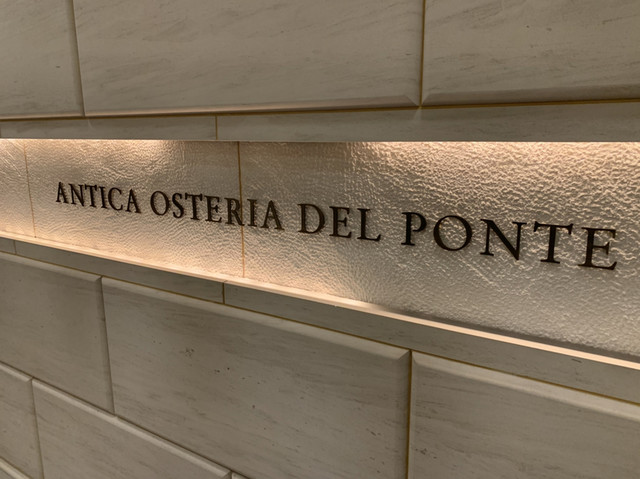 ANTICA OSTERIA DEL PONTE